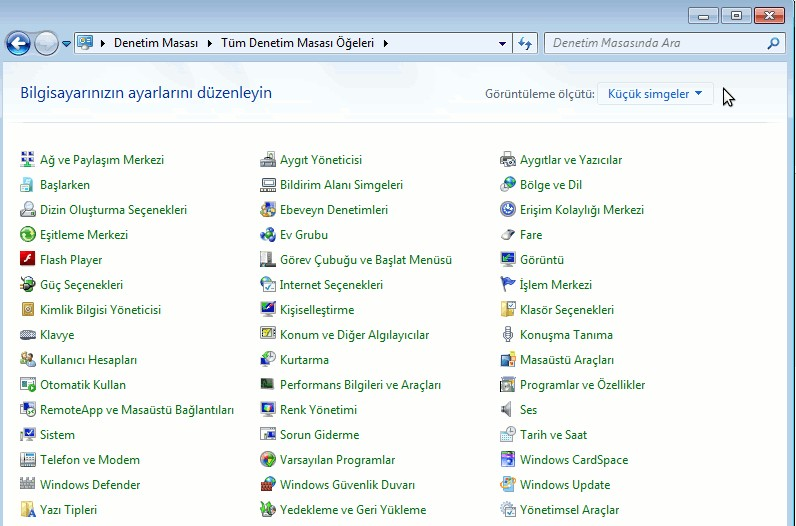 Denetim Masası Tüm Denetim Masası Öğeleri Denetim Masasında Ara
Bilgisayarınızın ayarlarını düzenleyin Görüntüleme ölçütü: Küçük simgeler
Ağ ve Paylaşım Merkezi Aygıt Yöneticisi Aygıtlar ve Yazıcılar
Başlarken Bildirim Alanı Simgeleri Bölge ve Dil
Dizin Oluşturma Seçenekleri Ebeveyn Denetimleri Erişim Kolaylığı Merkezi
Eşitleme Merkezi Ev Grubu Fare
Flash Player Görev Çubuğu ve Başlat Menüsü Görüntü
Güç Seçenekleri Internet Seçenekleri İşlem Merkezi
Kimlik Bilgisi Yöneticisi Kişiselleştirme Klasör Seçenekleri
Klavye Konum ve Diğer Algılayıcılar Konuşma Tanıma
Kullanıcı Hesapları Kurtarma Masaüstü Araçları
Otomatik Kullan Performans Bilgileri ve Araçları Programlar ve Özellikler
RemoteApp ve Masaüstü Bağlantıları Renk Yönetimi Ses
Sistem Sorun Giderme Tarih ve Saat
Telefon ve Modem Varsayılan Programlar Windows CardSpace
Windows Defender Windows Güvenlik Duvarı Windows Update
Yazı Tipleri Yedekleme ve Geri Yükleme Yönetimsel Araçlar